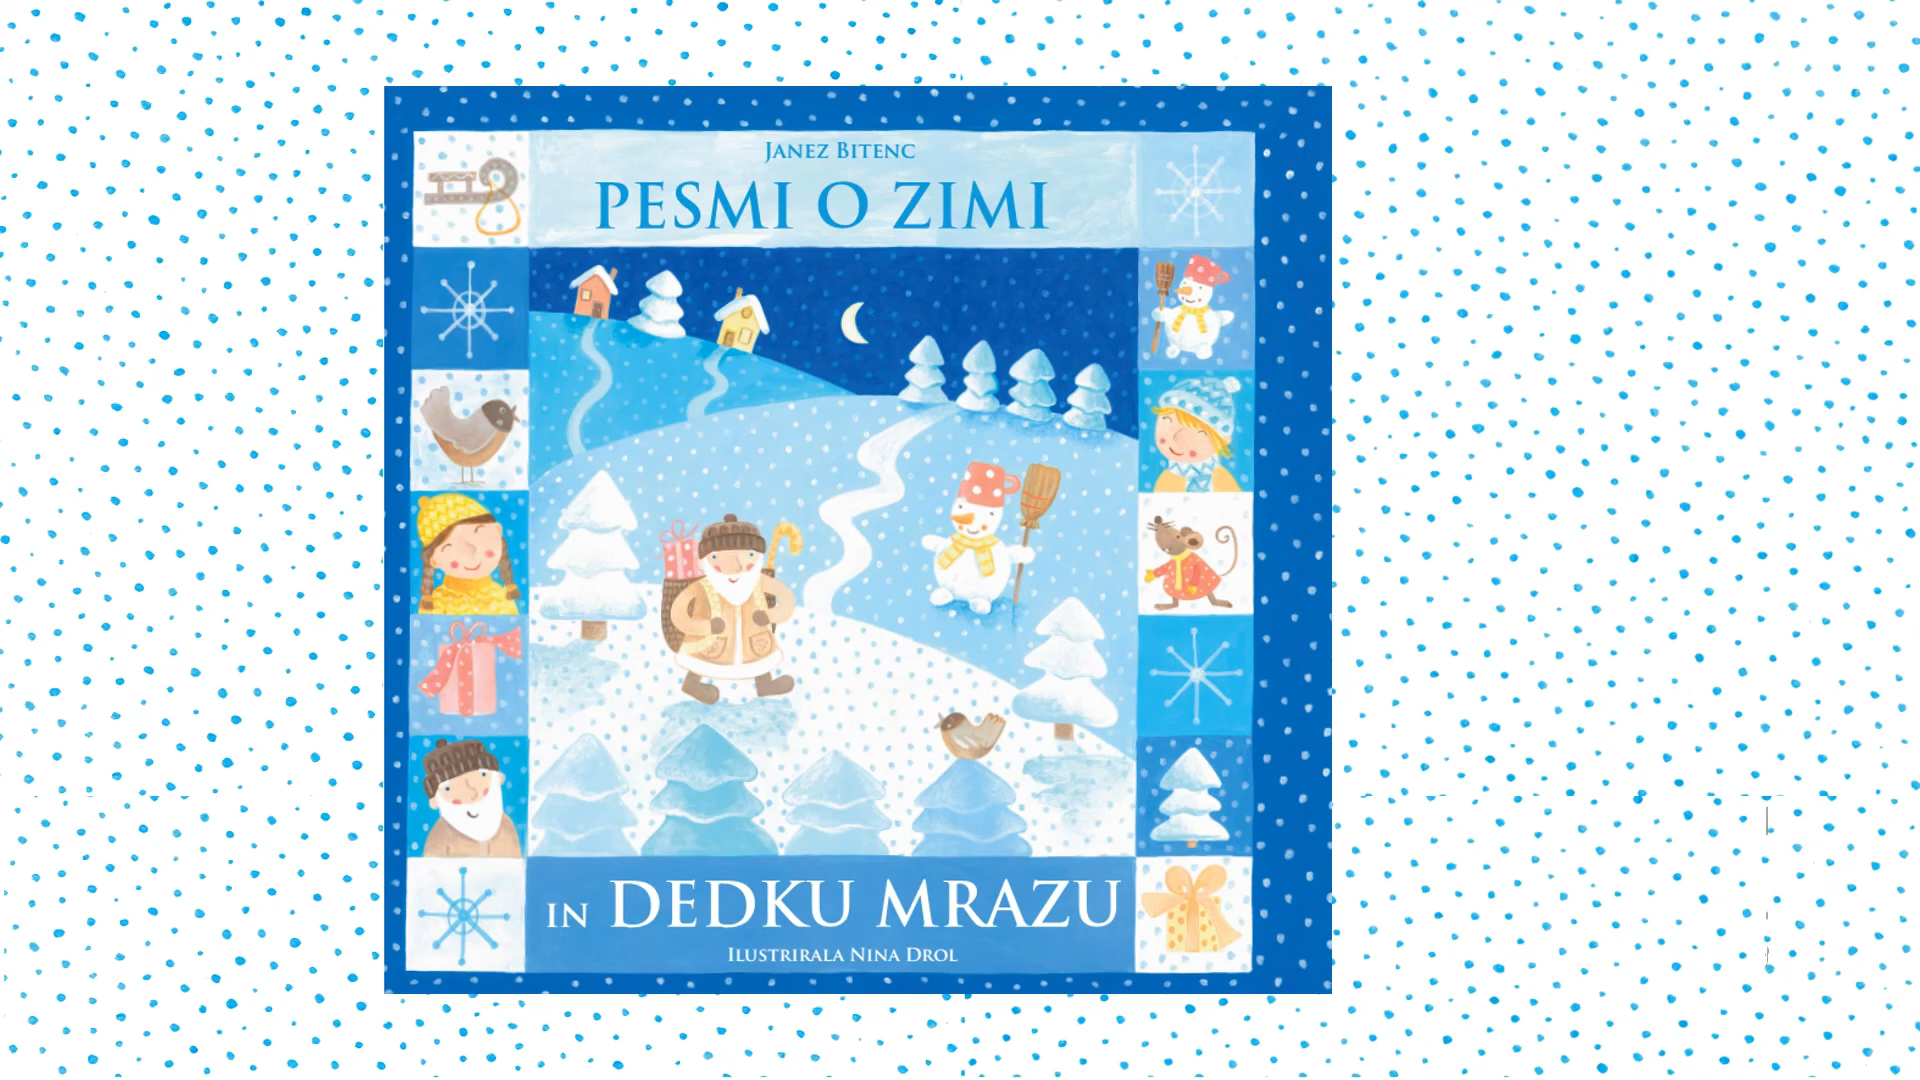 JANEZ BITENC
PESMI O ZIMI
IN DEDKU MRAZU
ILUSTRIRALA NINA DROL